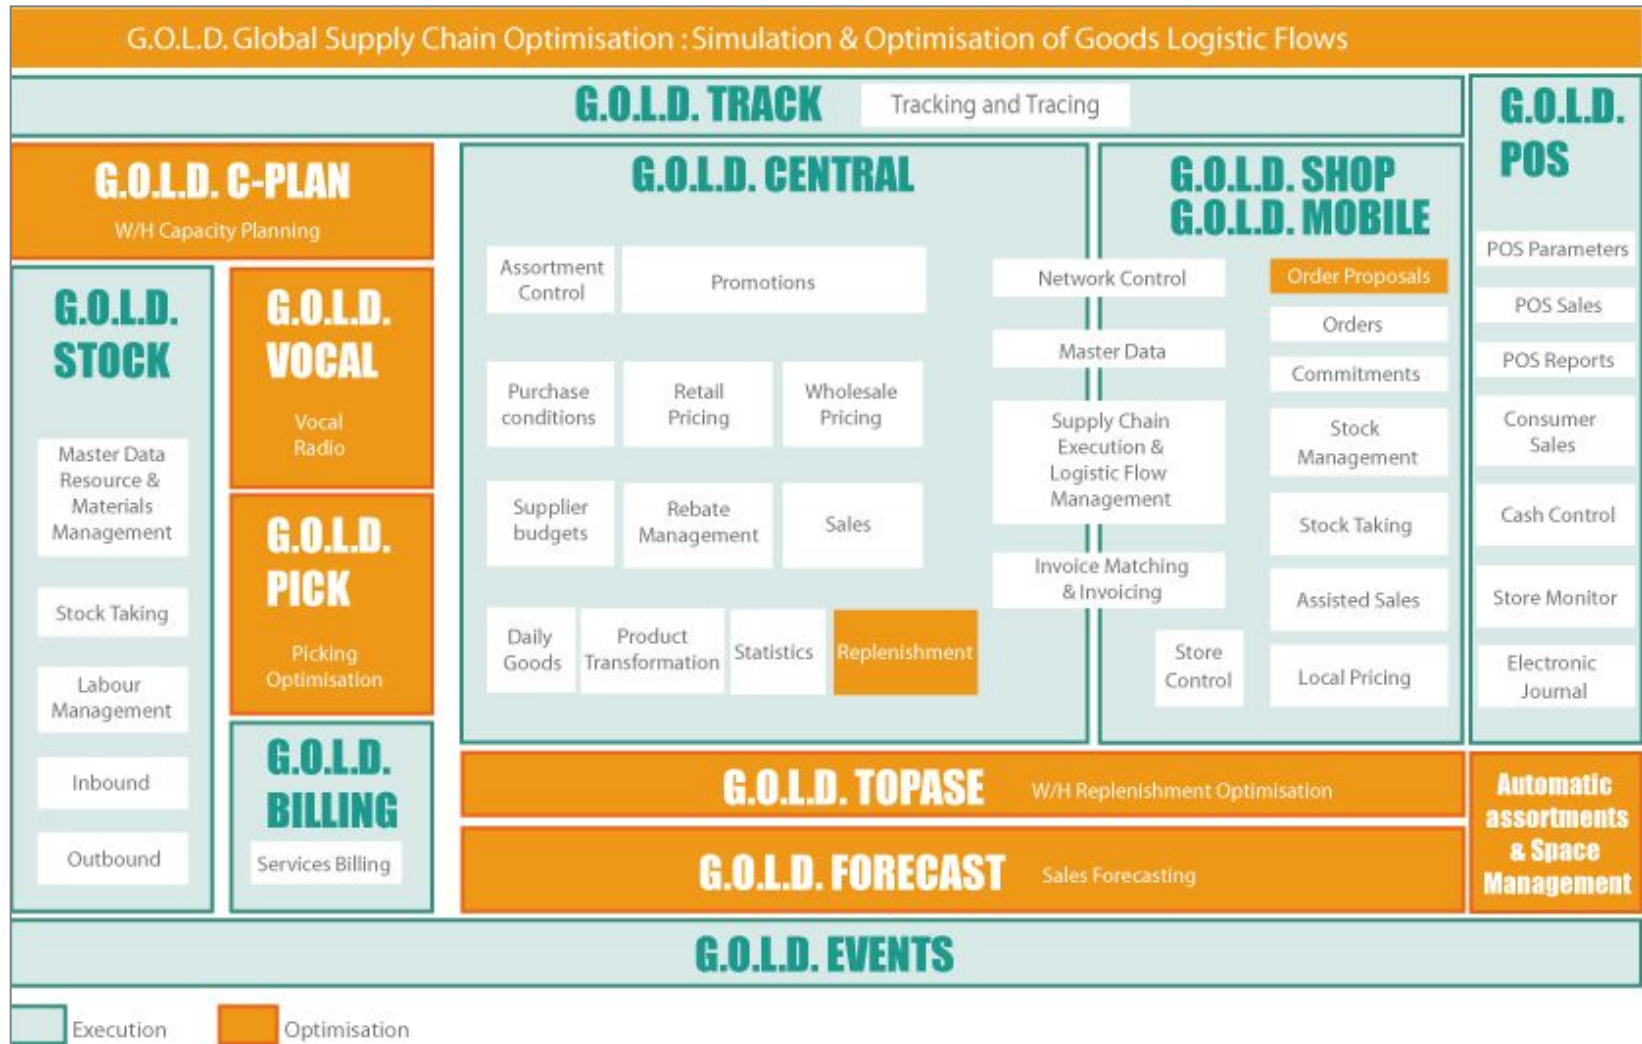 G.O.L.D. Global Supply Chain Optimisation : Simulation & Optimisation of Goods Logistic Flows
G.O.L.D. TRACK
Tracking and Tracing
G.O.L.D. C-PLAN
W/H Capacity Planning
G.O.L.D.
STOCK
Master Data
Resource &
Materials
Management
Stock Taking
Labour
Management
Inbound
Outbound
G.O.L.D.
VOCAL
Vocal
Radio
G.O.L.D.
PICK
Picking
Optimisation
G.O.L.D.
BILLING
Services Billing
G.O.L.D. CENTRAL
Assortment
Control
Promotions
Purchase
conditions
Retail
Pricing
Wholesale
Pricing
Supplier
budgets
Rebate
Management
Sales
Daily
Goods
Product
Transformation
Statistics
Replenishment
Network Control
Master Data
Supply Chain
Execution &
Logistic Flow
Management
Invoice Matching
& Invoicing
G.O.L.D. SHOP
G.O.L.D. MOBILE
Order Proposals
Orders
Commitments
Stock
Management
Stock Taking
Assisted Sales
Store
Control
Local Pricing
G.O.L.D.
POS
POS Parameters
POS Sales
POS Reports
Consumer
Sales
Cash Control
Store Monitor
Electronic
Journal
G.O.L.D. TOPASE
W/H Replenishment Optimisation
G.O.L.D. FORECAST
Sales Forecasting
Automatic
assortments
& Space
Management
G.O.L.D. EVENTS
Execution
Optimisation